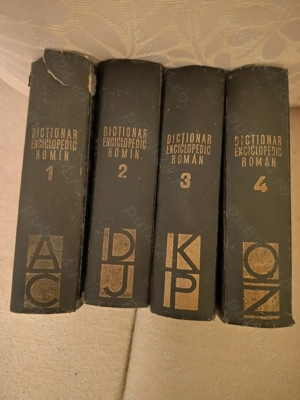 DICTIONAR
ENCICLOPEDIC
ROMÎN
1
A
C
DICTIONAR
ENCICLOPEDIC
ROMÎN
2
D
J
DICTIONAR
ENCICLOPEDIC
ROMÂN
3
K
P
DICTIONAR
ENCICLOPEDIC
ROMÂN
4
Q
Z